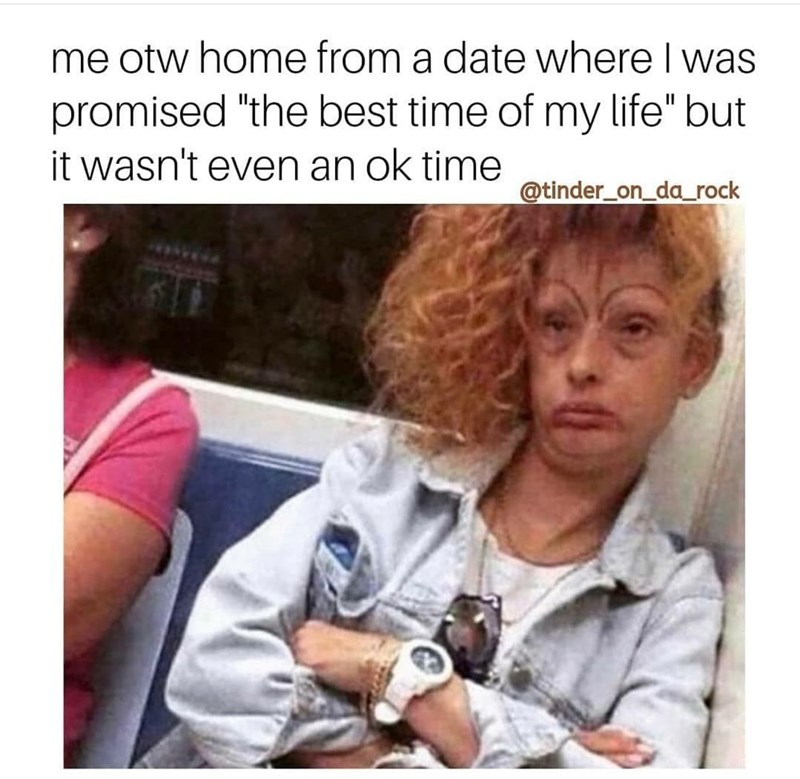 me otw home from a date where I was
promised "the best time of my life" but
it wasn't even an ok time
@tinder_on_da_rock